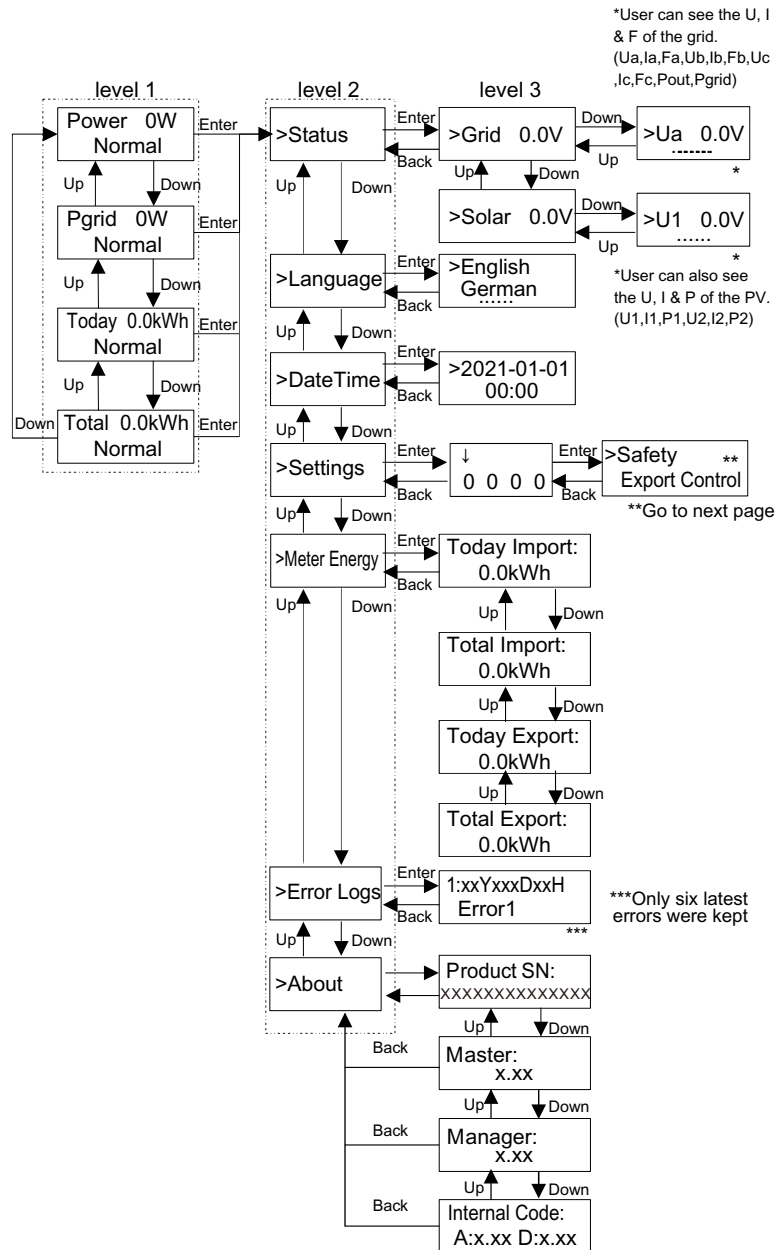 *User can see the U, I
& F of the grid.
(Ua,Ia,Fa,Ub,Ib,Fb,Uc
,Ic,Fc,Pout,Pgrid)
level 1
level 2
level 3
Power 0W
Normal
Enter
>Status
Enter
Back
>Grid 0.0V
Down
Up
>Ua 0.0V
.......
*
Up
Down
Up
Down
Up
Down
Pgrid 0W
Normal
Enter
>Solar 0.0V
Down
Up
>U1 0.0V
......
*
*User can also see
the U, I & P of the PV.
(U1,I1,P1,U2,I2,P2)
Up
Down
>Language
Enter
Back
>English
German
......
Today 0.0kWh
Normal
Enter
Up
Down
Up
Down
>DateTime
Enter
Back
>2021-01-01
00:00
Down
Total 0.0kWh
Normal
Enter
Up
Down
>Settings
Enter
Back
↓
0 0 0 0
Enter
Back
>Safety **
Export Control
**Go to next page
Up
Down
>Meter Energy
Enter
Back
Today Import:
0.0kWh
Up
Down
Up
Down
Total Import:
0.0kWh
Up
Down
Today Export:
0.0kWh
Up
Down
Total Export:
0.0kWh
>Error Logs
Enter
Back
1:xxYxxxDxxH
Error1
***
***Only six latest
errors were kept
Up
Down
>About
Product SN:
XXXXXXXXXXXXXX
Up
Down
Back
Master:
x.xx
Up
Down
Back
Manager:
x.xx
Up
Down
Back
Internal Code:
A:x.xx D:x.xx